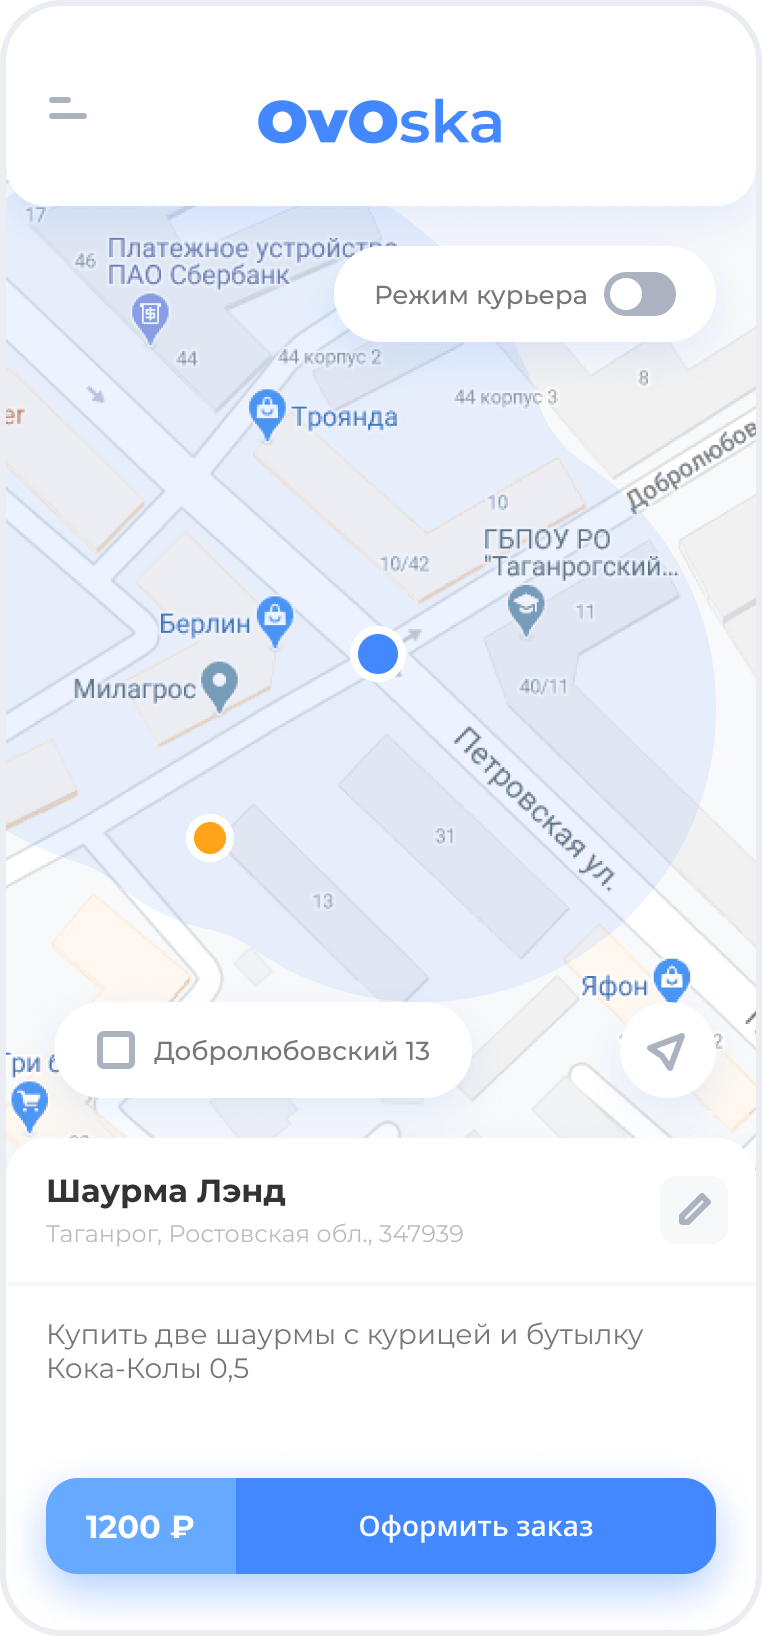 OvOska
17
46
Платежное устройство
ПАО Сбербанк
Режим курьера
44
44 корпус 2
8
44 корпус 3
er
Троянда
Добролюбов
10
ГБПОУ РО
"Таганрогский...
10/42
11
Берлин
40/11
Милагрос
Петровская ул.
31
13
Яфон
Добролюбовский 13
2
Три б
Шаурма Лэнд
Таганрог, Ростовская обл., 347939
Купить две шаурмы с курицей и бутылку
Кока-Колы 0,5
1200 ₽
Оформить заказ